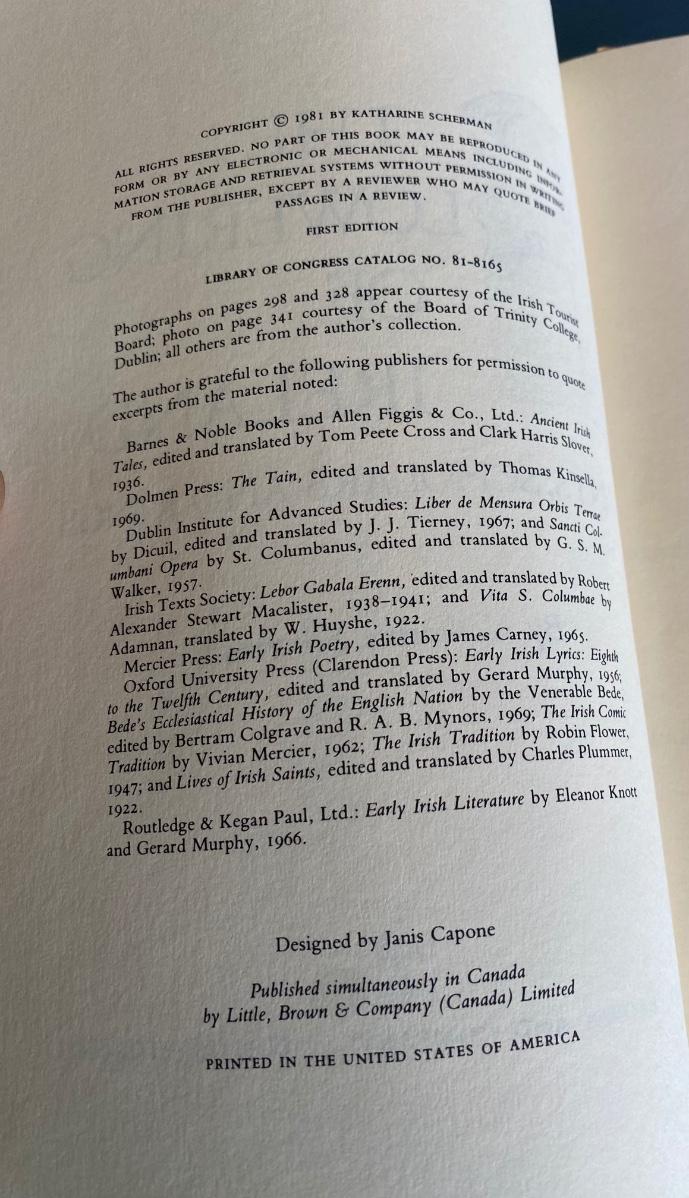 COPYRIGHT © 1981 BY KATHARINE SCHERMAN
ALL RIGHTS RESERVED. NO PART OF THIS BOOK MAY BE REPRODUCED IN ANY
FORM OR BY ANY ELECTRONIC OR MECHANICAL MEANS INCLUDING INFOR-
MATION STORAGE AND RETRIEVAL SYSTEMS WITHOUT PERMISSION IN WRITING
FROM THE PUBLISHER, EXCEPT BY A REVIEWER WHO MAY QUOTE BRIEF
PASSAGES IN A REVIEW.
FIRST EDITION
LIBRARY OF CONGRESS CATALOG NO. 81-8165
Photographs on pages 298 and 328 appear courtesy of the Irish Tourist
Board; photo on page 341 courtesy of the Board of Trinity College,
Dublin; all others are from the author's collection.
The author is grateful to the following publishers for permission to quote
excerpts from the material noted:
Barnes & Noble Books and Allen Figgis & Co., Ltd.: Ancient Irish
Tales, edited and translated by Tom Peete Cross and Clark Harris Slover,
1936.
Dolmen Press: The Tain, edited and translated by Thomas Kinsella,
1969.
Dublin Institute for Advanced Studies: Liber de Mensura Orbis Terrae
by Dicuil, edited and translated by J. J. Tierney, 1967; and Sancti Col-
umbani Opera by St. Columbanus, edited and translated by G. S. M.
Walker, 1957.
Irish Texts Society: Lebor Gabala Erenn, edited and translated by Robert
Alexander Stewart Macalister, 1938–1941; and Vita S. Columbae by
Adamnan, translated by W. Huyshe, 1922.
Mercier Press: Early Irish Poetry, edited by James Carney, 1965.
Oxford University Press (Clarendon Press): Early Irish Lyrics: Eighth
to the Twelfth Century, edited and translated by Gerard Murphy, 1956;
Bede's Ecclesiastical History of the English Nation by the Venerable Bede,
edited by Bertram Colgrave and R. A. B. Mynors, 1969; The Irish Comic
Tradition by Vivian Mercier, 1962; The Irish Tradition by Robin Flower,
1947; and Lives of Irish Saints, edited and translated by Charles Plummer,
1922.
Routledge & Kegan Paul, Ltd.: Early Irish Literature by Eleanor Knott
and Gerard Murphy, 1966.
Designed by Janis Capone
Published simultaneously in Canada
by Little, Brown & Company (Canada) Limited
PRINTED IN THE UNITED STATES OF AMERICA